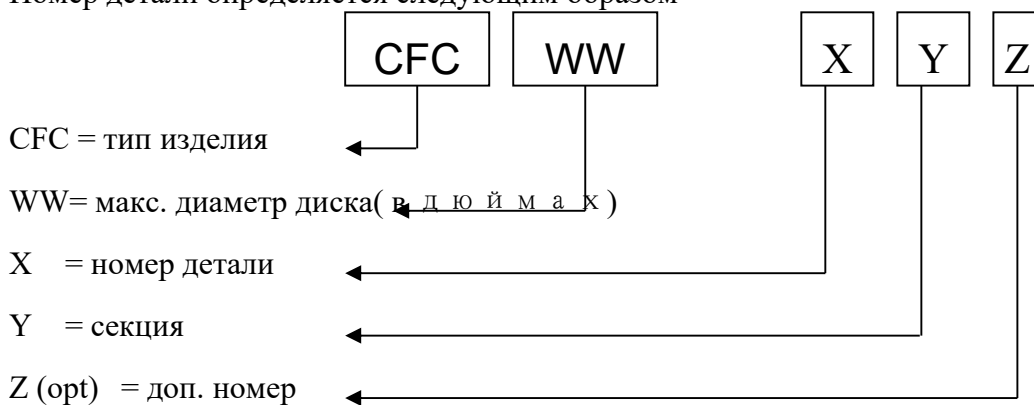 Номер детали определяется следующим образом
CFC WW X Y Z
CFC = тип изделия
WW= макс. диаметр диска( в дюймах)
X = номер детали
Y = секция
Z (opt) = доп. номер